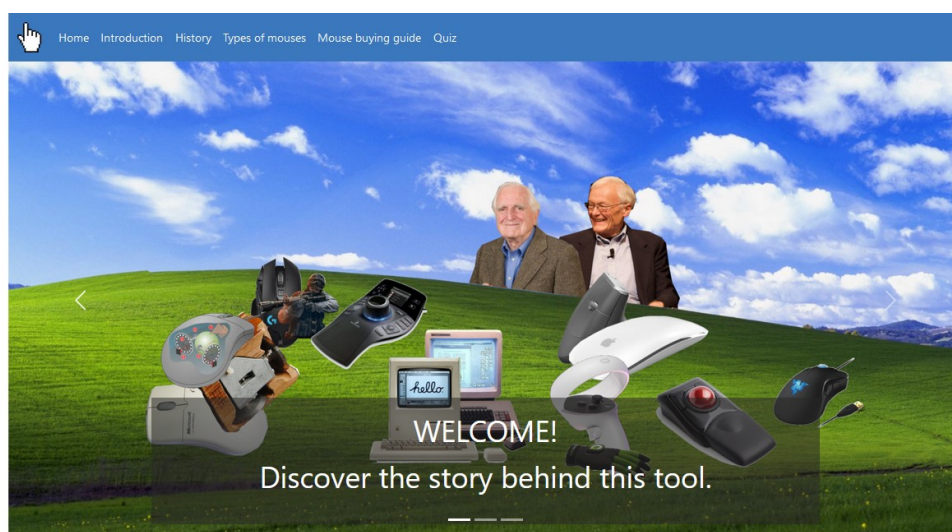 Home Introduction History Types of mouses Mouse buying guide Quiz
hello.
WELCOME!
Discover the story behind this tool.